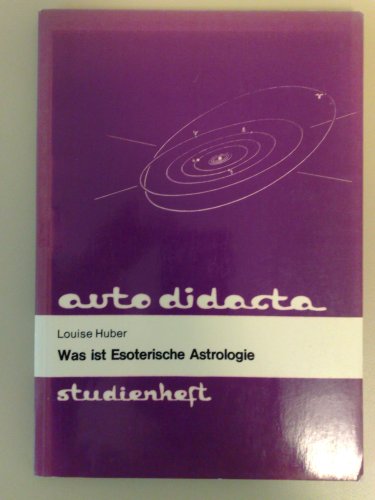 auto didacta
Louise Huber
Was ist Esoterische Astrologie
studienheft